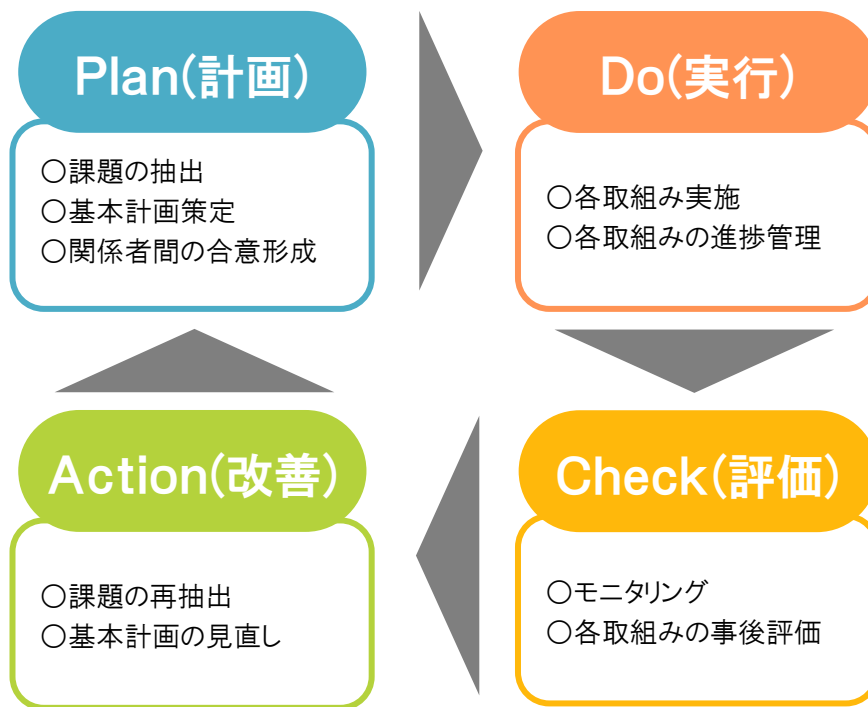 Plan(計画)
○課題の抽出
○基本計画策定
○関係者間の合意形成
Do(実行)
○各取組み実施
○各取組みの進捗管理
Action(改善)
○課題の再抽出
○基本計画の見直し
Check(評価)
○モニタリング
○各取組みの事後評価